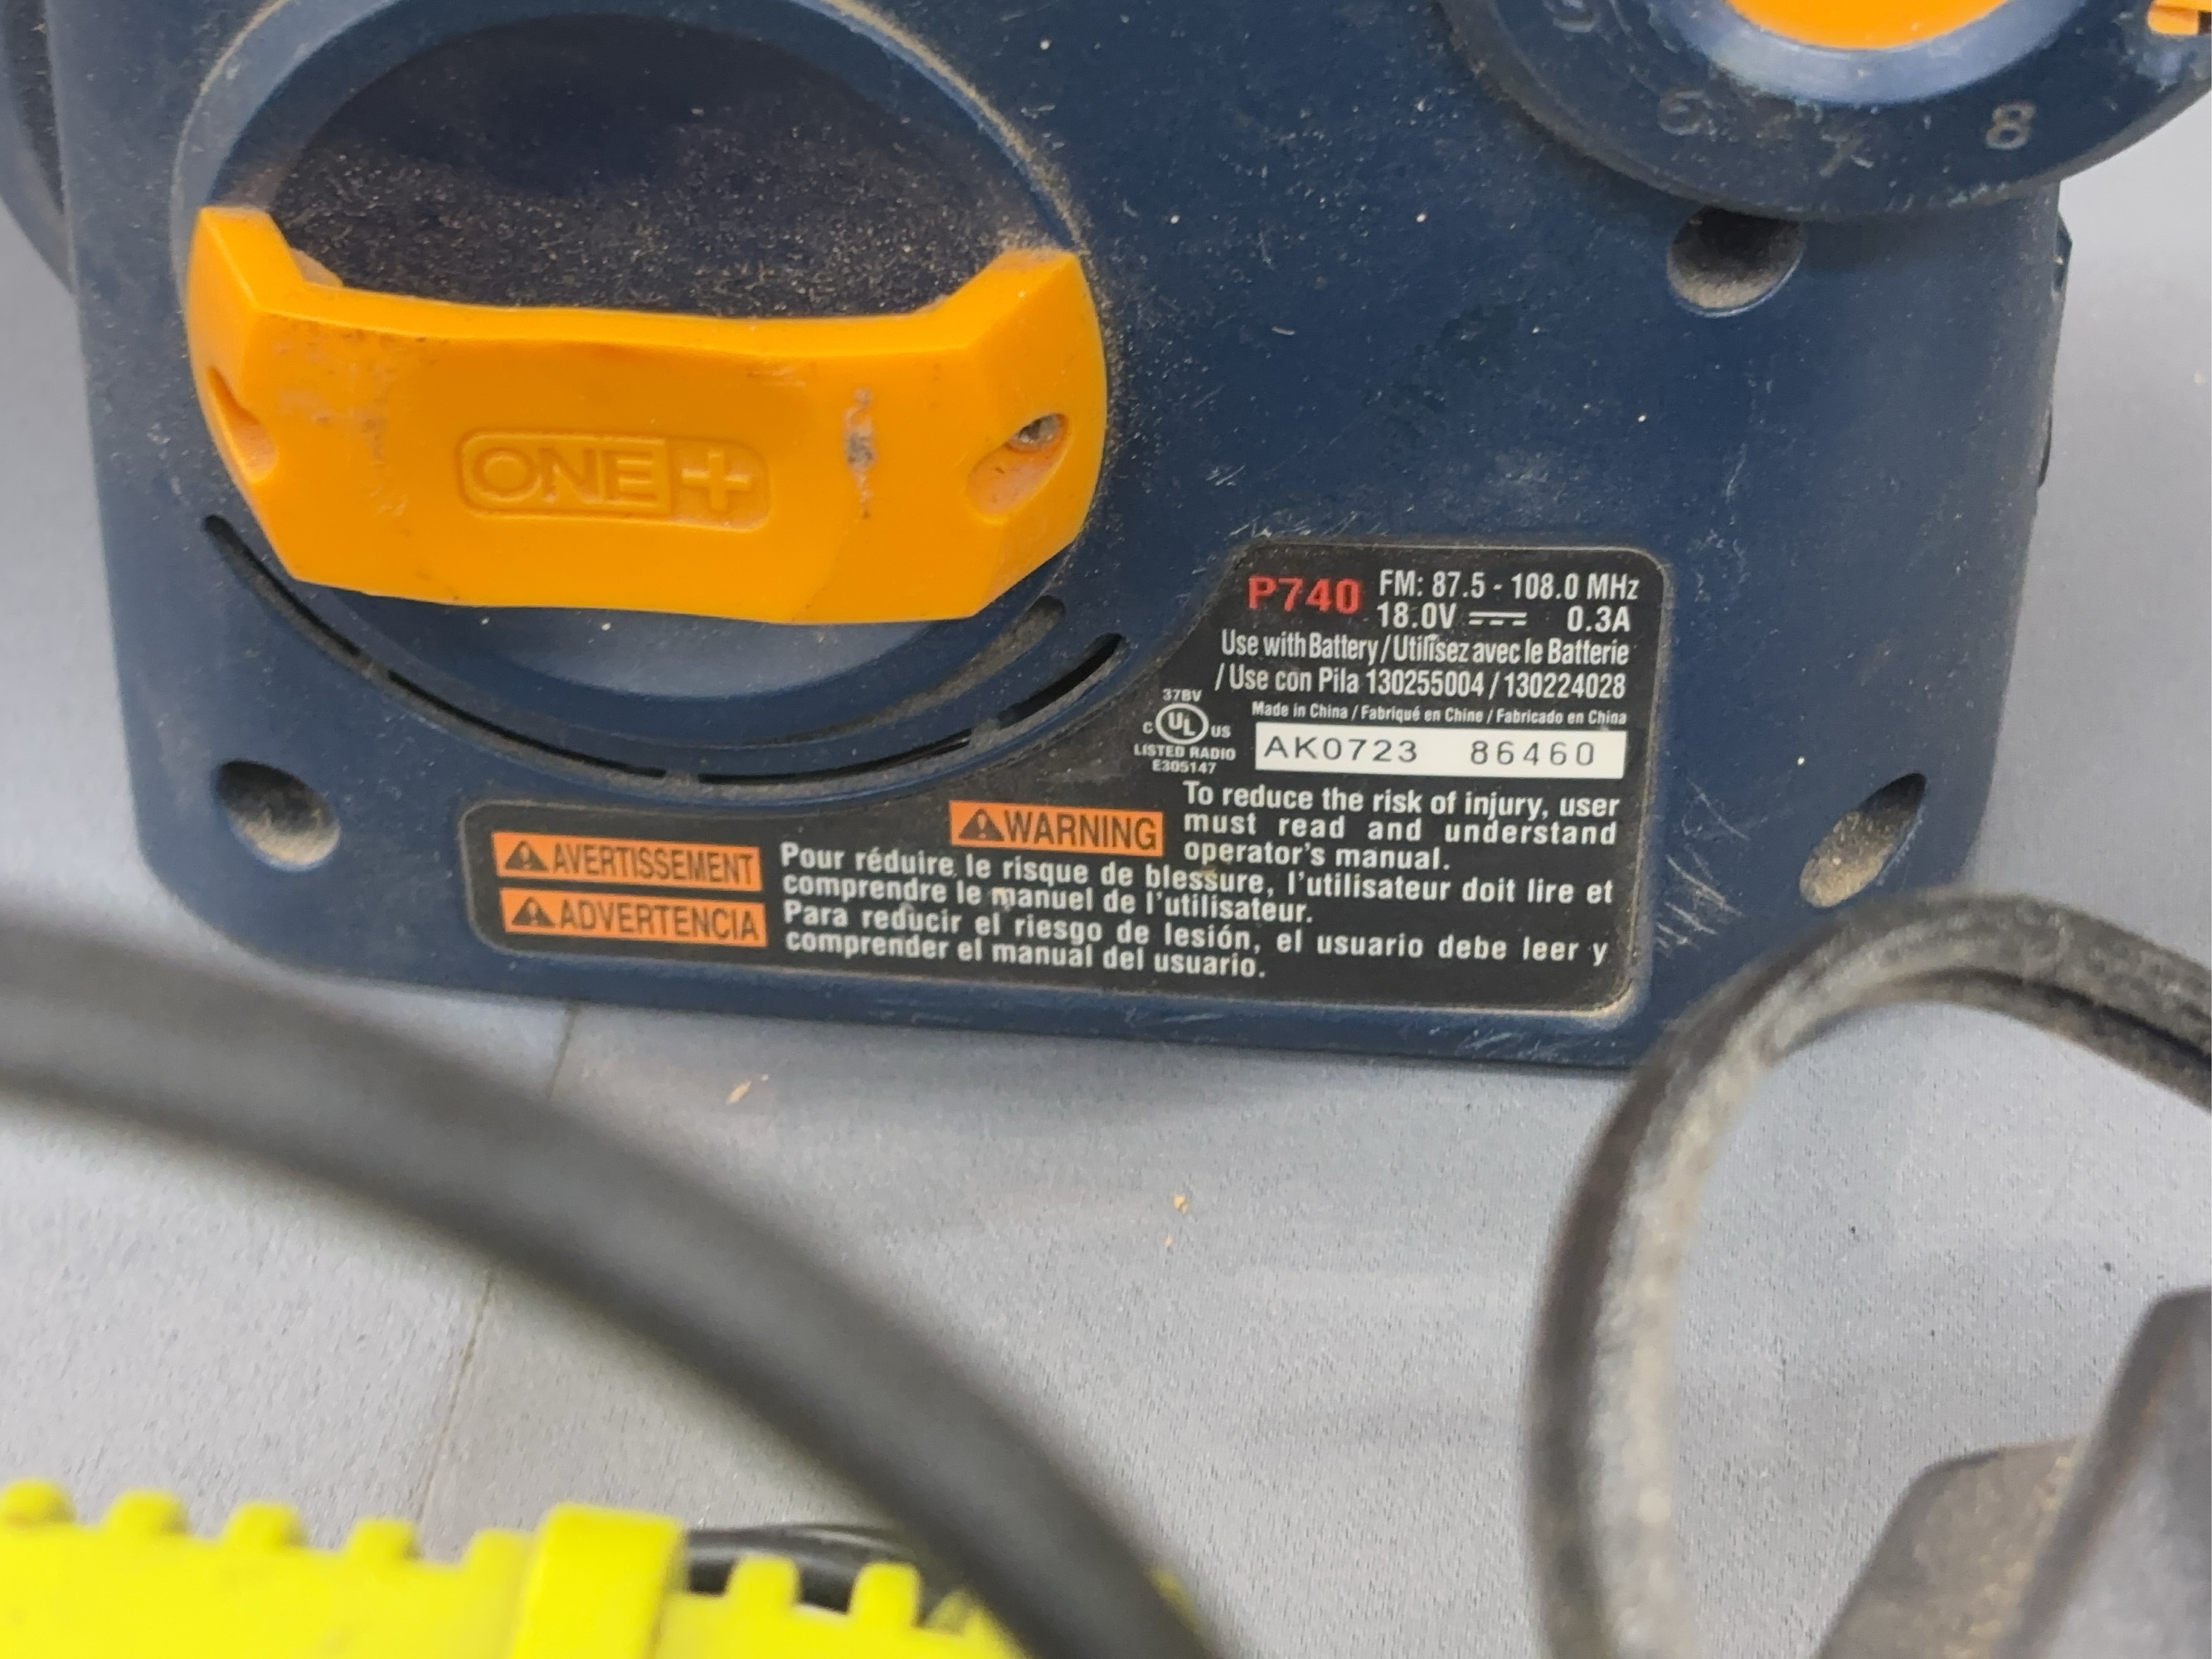 6 7 8
ONE+
P740 FM: 87.5 - 108.0 MHz
18.0V ⎓ 0.3A
Use with Battery / Utilisez avec le Batterie
/ Use con Pila 130255004 / 130224028
Made in China / Fabriqué en Chine / Fabricado en China
37BV
C UL US
LISTED RADIO
E305147
AK0723 86460
WARNING
To reduce the risk of injury, user
must read and understand
operator's manual.
AVERTISSEMENT
Pour réduire le risque de blessure, l'utilisateur doit lire et
comprendre le manuel de l'utilisateur.
ADVERTENCIA
Para reducir el riesgo de lesión, el usuario debe leer y
comprender el manual del usuario.